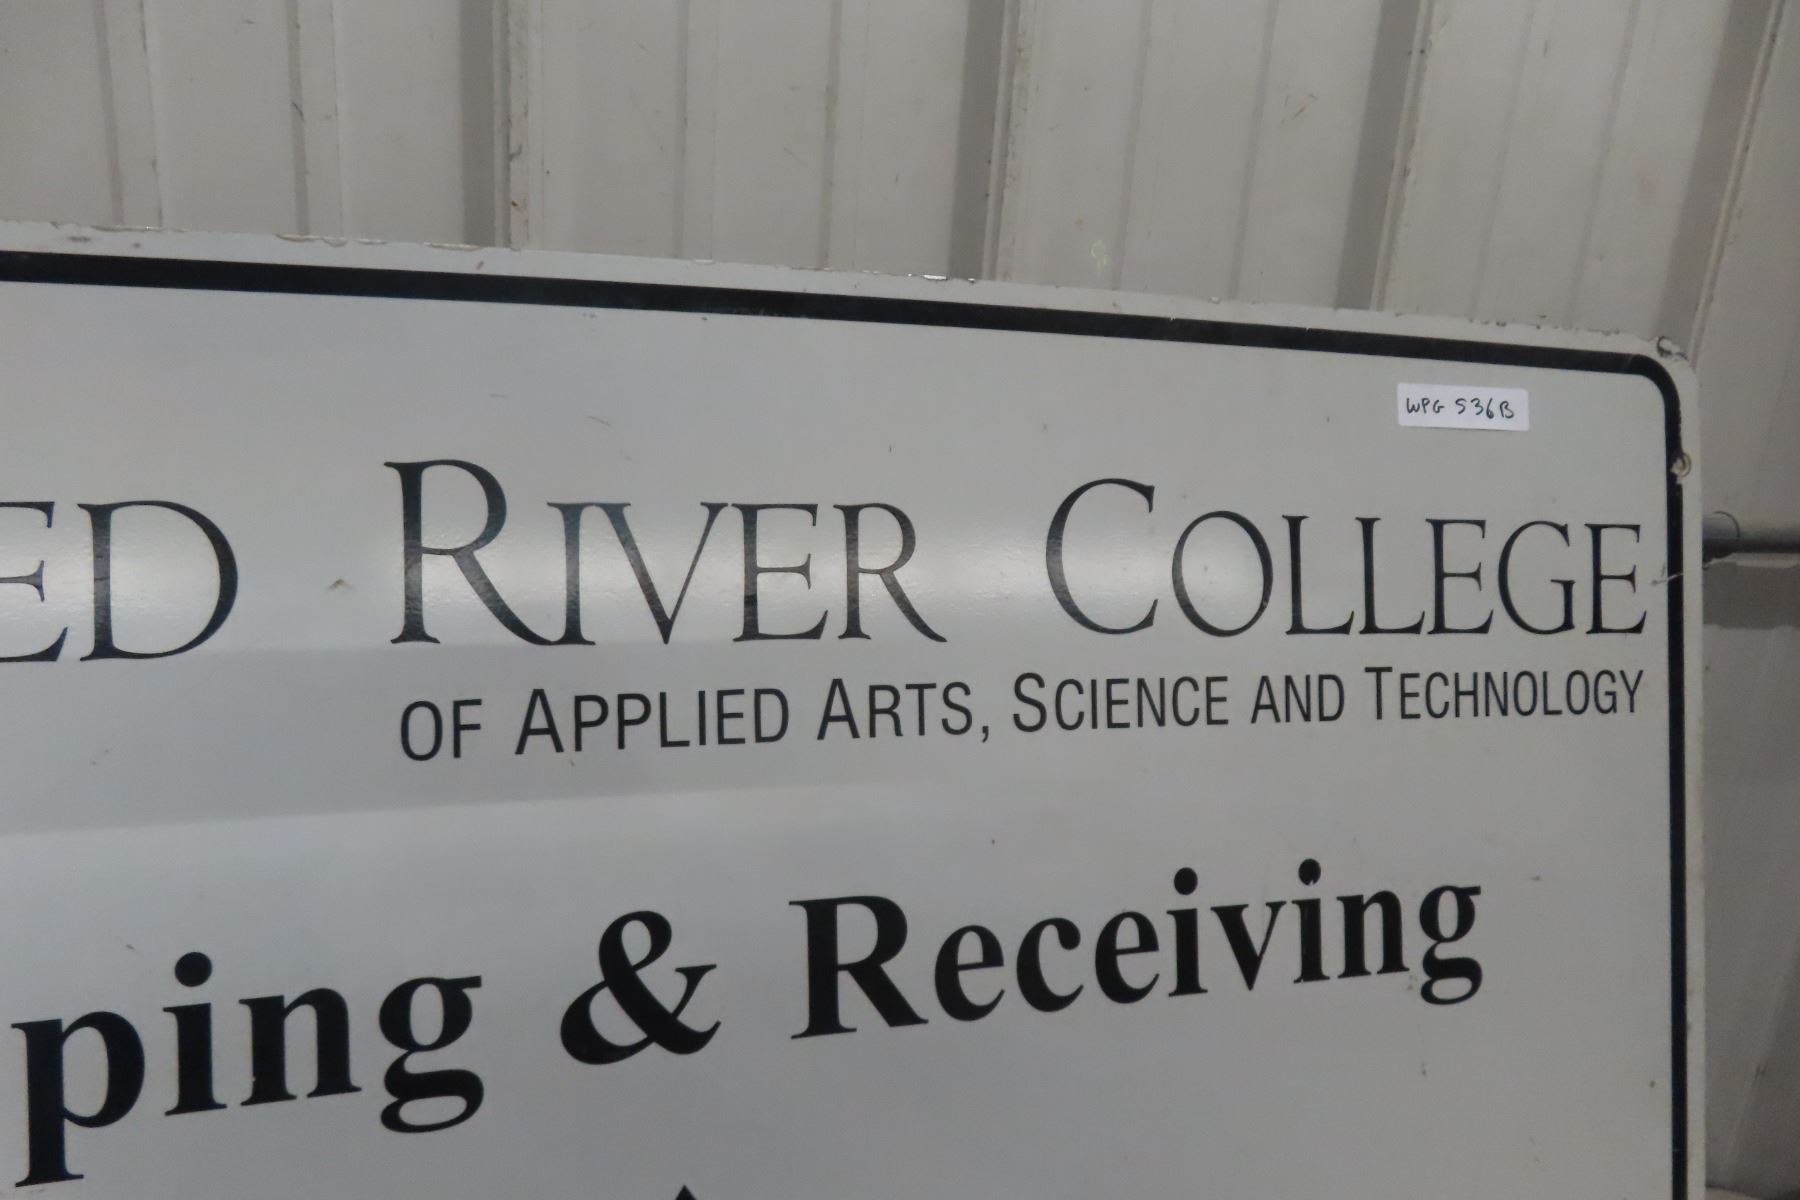 WPG 536B
ED RIVER COLLEGE
OF APPLIED ARTS, SCIENCE AND TECHNOLOGY
ping & Receiving